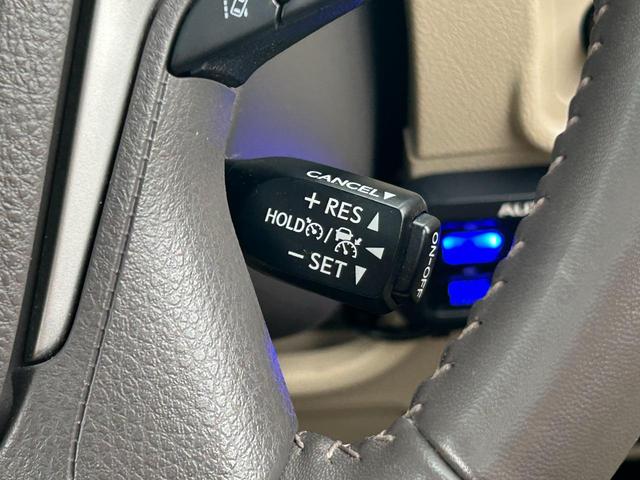 CANCEL▼
+ RES ▲
HOLD /
− SET ▼
ON-OFF